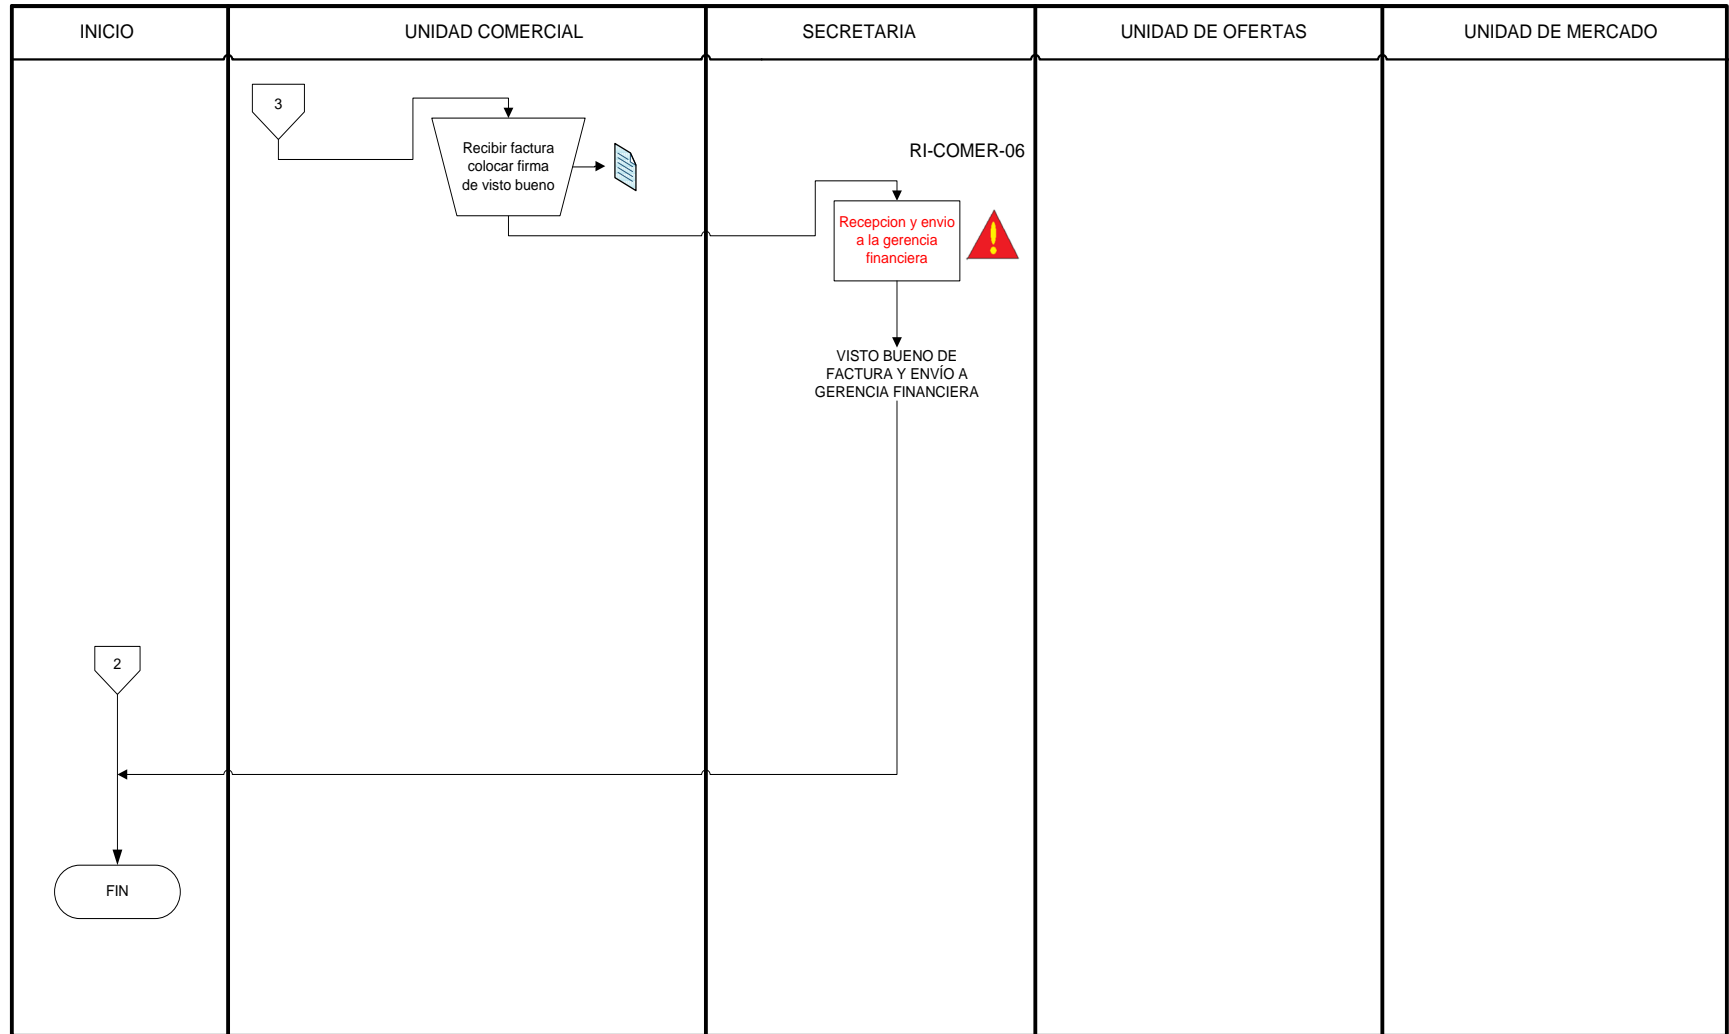 INICIO
UNIDAD COMERCIAL
SECRETARIA
UNIDAD DE OFERTAS
UNIDAD DE MERCADO
3
Recibir factura
colocar firma
de visto bueno
RI-COMER-06
Recepcion y envio
a la gerencia
financiera
VISTO BUENO DE
FACTURA Y ENVÍO A
GERENCIA FINANCIERA
2
FIN